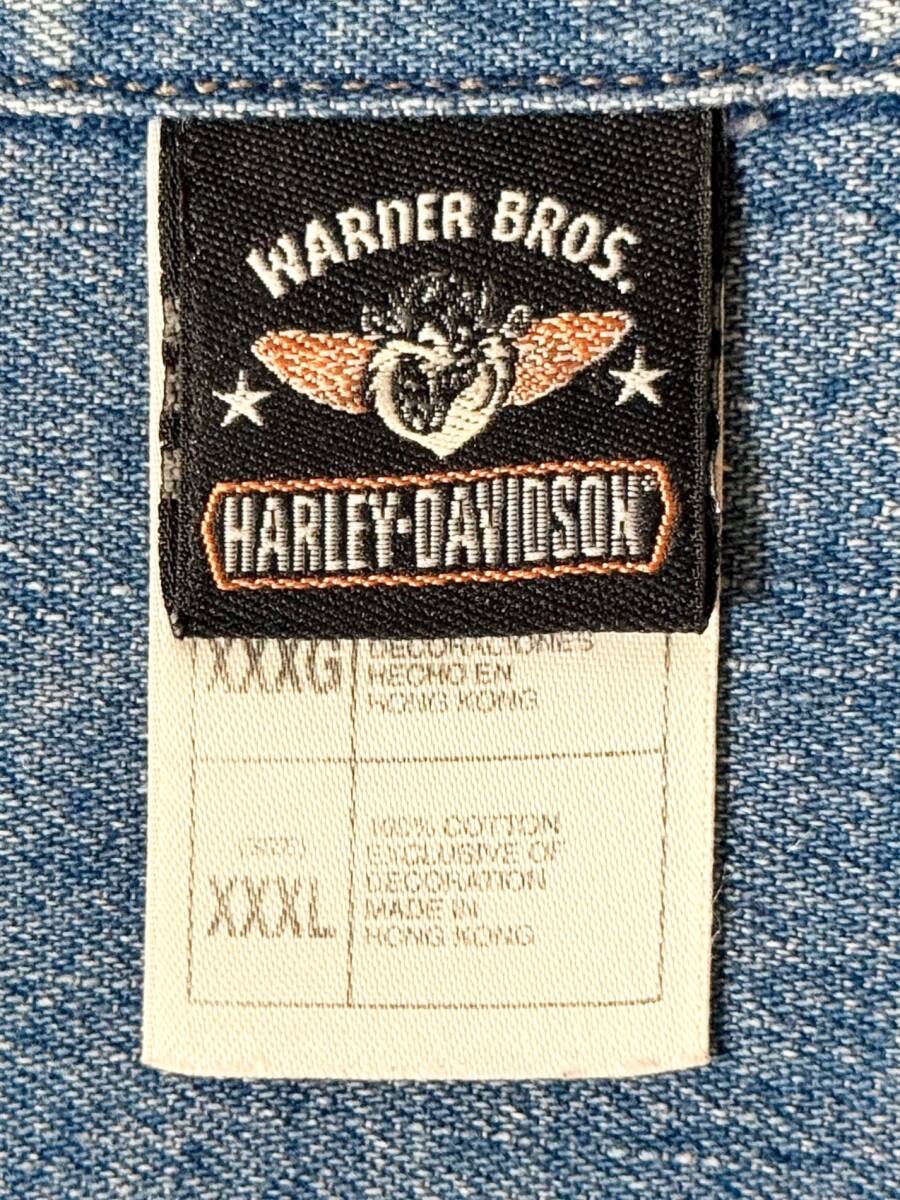 WARNER BROS.
HARLEY-DAVIDSON
XXXG
DECORACIONES
HECHO EN
HONG KONG
(SIZE)
XXXL
100% COTTON
EXCLUSIVE OF
DECORATION
MADE IN
HONG KONG